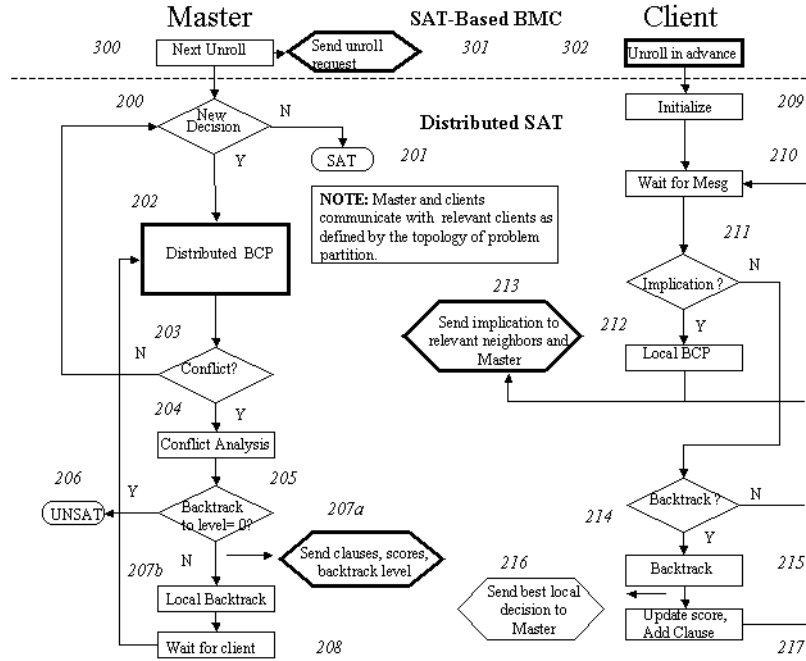 Master
SAT-Based BMC
Client
300
Next Unroll
Send unroll
request
301
302
Unroll in advance
200
New
Decision
N
Y
SAT
201
Distributed SAT
Initialize
209
210
Wait for Mesg
202
NOTE: Master and clients
communicate with relevant clients as
defined by the topology of problem
partition.
Distributed BCP
211
N
Implication ?
Y
213
Send implication to
relevant neighbors and
Master
212
Local BCP
203
N
Conflict?
Y
204
Conflict Analysis
205
206
Y
UNSAT
Backtrack
to level= 0?
N
207a
Send clauses, scores,
backtrack level
207b
Local Backtrack
Wait for client
208
Backtrack ?
N
214
Y
Backtrack
215
216
Send best local
decision to
Master
Update score,
Add Clause
217